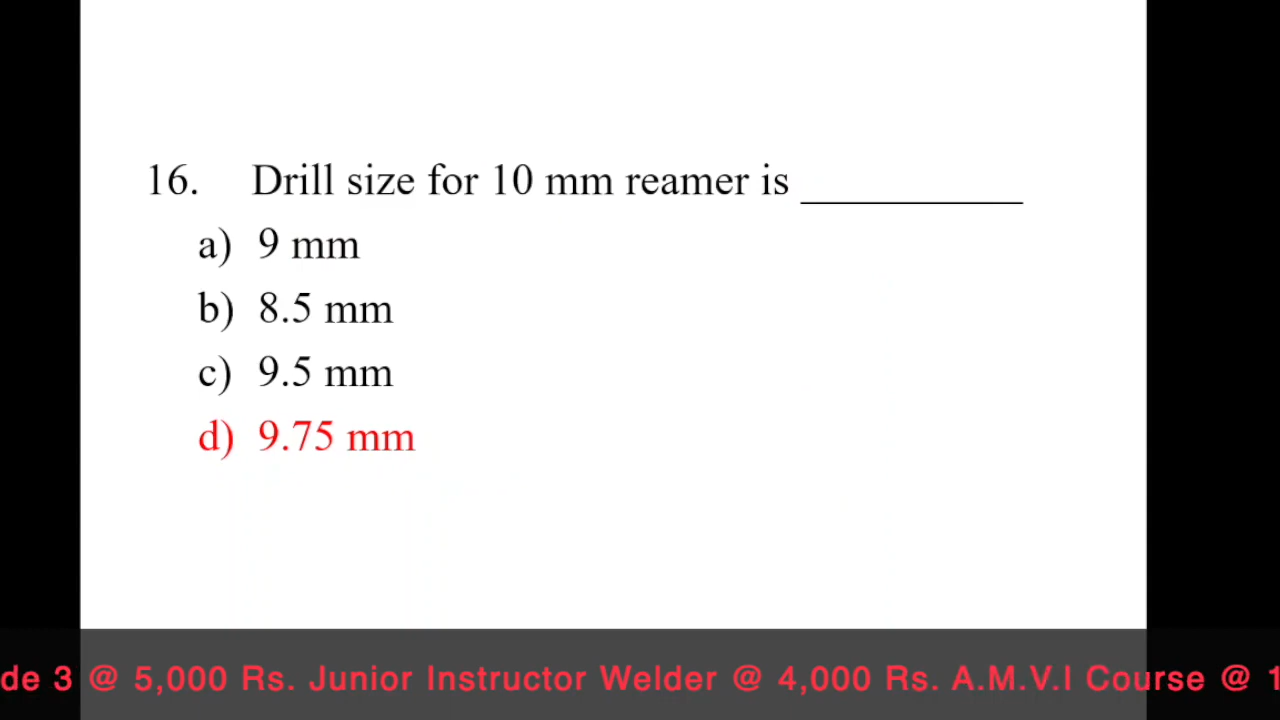 16. Drill size for 10 mm reamer is __________
a) 9 mm
b) 8.5 mm
c) 9.5 mm
d) 9.75 mm
de 3 @ 5,000 Rs. Junior Instructor Welder @ 4,000 Rs. A.M.V.I Course @ 1